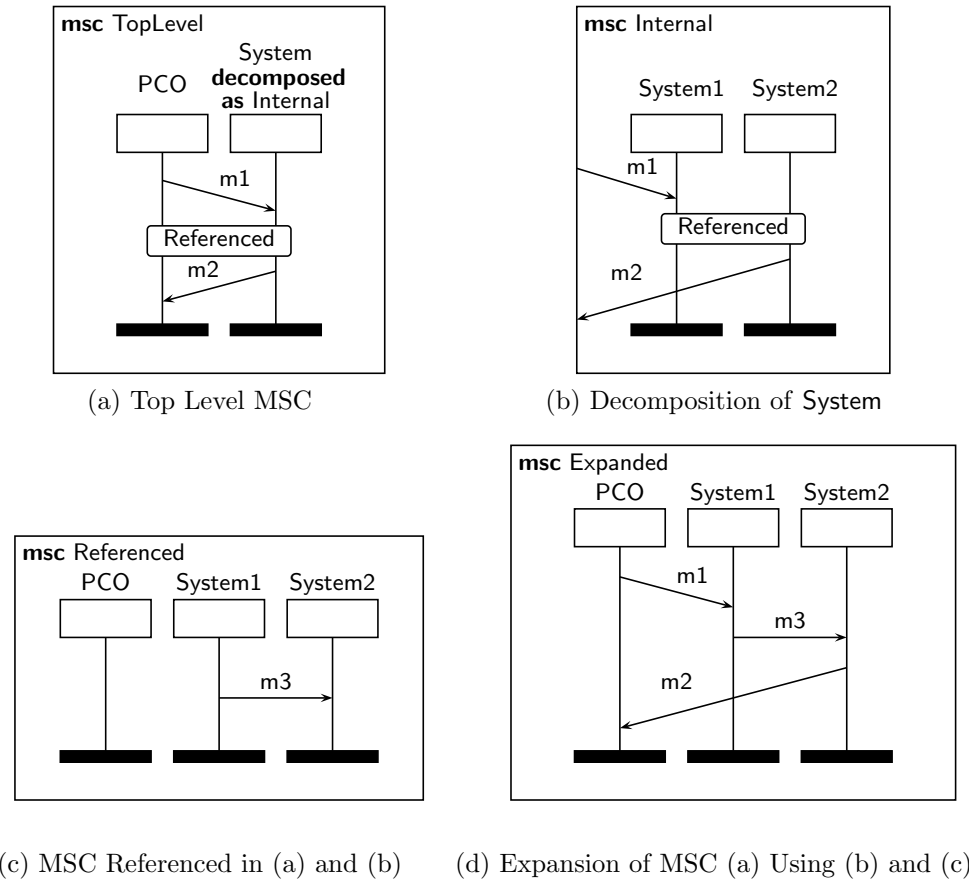 msc TopLevel
System
decomposed
as Internal
PCO
m1
Referenced
m2
(a) Top Level MSC
msc Internal
System1
System2
m1
Referenced
m2
(b) Decomposition of System
msc Referenced
PCO
System1
System2
m3
(c) MSC Referenced in (a) and (b)
msc Expanded
PCO
System1
System2
m1
m3
m2
(d) Expansion of MSC (a) Using (b) and (c)